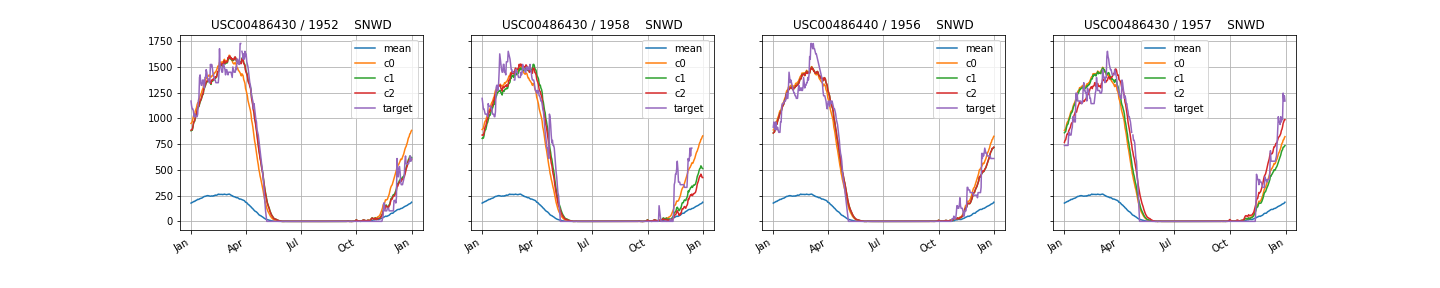 USC00486430 / 1952 SNWD
USC00486430 / 1958 SNWD
USC00486440 / 1956 SNWD
USC00486430 / 1957 SNWD
1750
1500
1250
1000
750
500
250
0
mean
c0
c1
c2
target
mean
c0
c1
c2
target
mean
c0
c1
c2
target
mean
c0
c1
c2
target
Jan
Apr
Jul
Oct
Jan
Jan
Apr
Jul
Oct
Jan
Jan
Apr
Jul
Oct
Jan
Jan
Apr
Jul
Oct
Jan